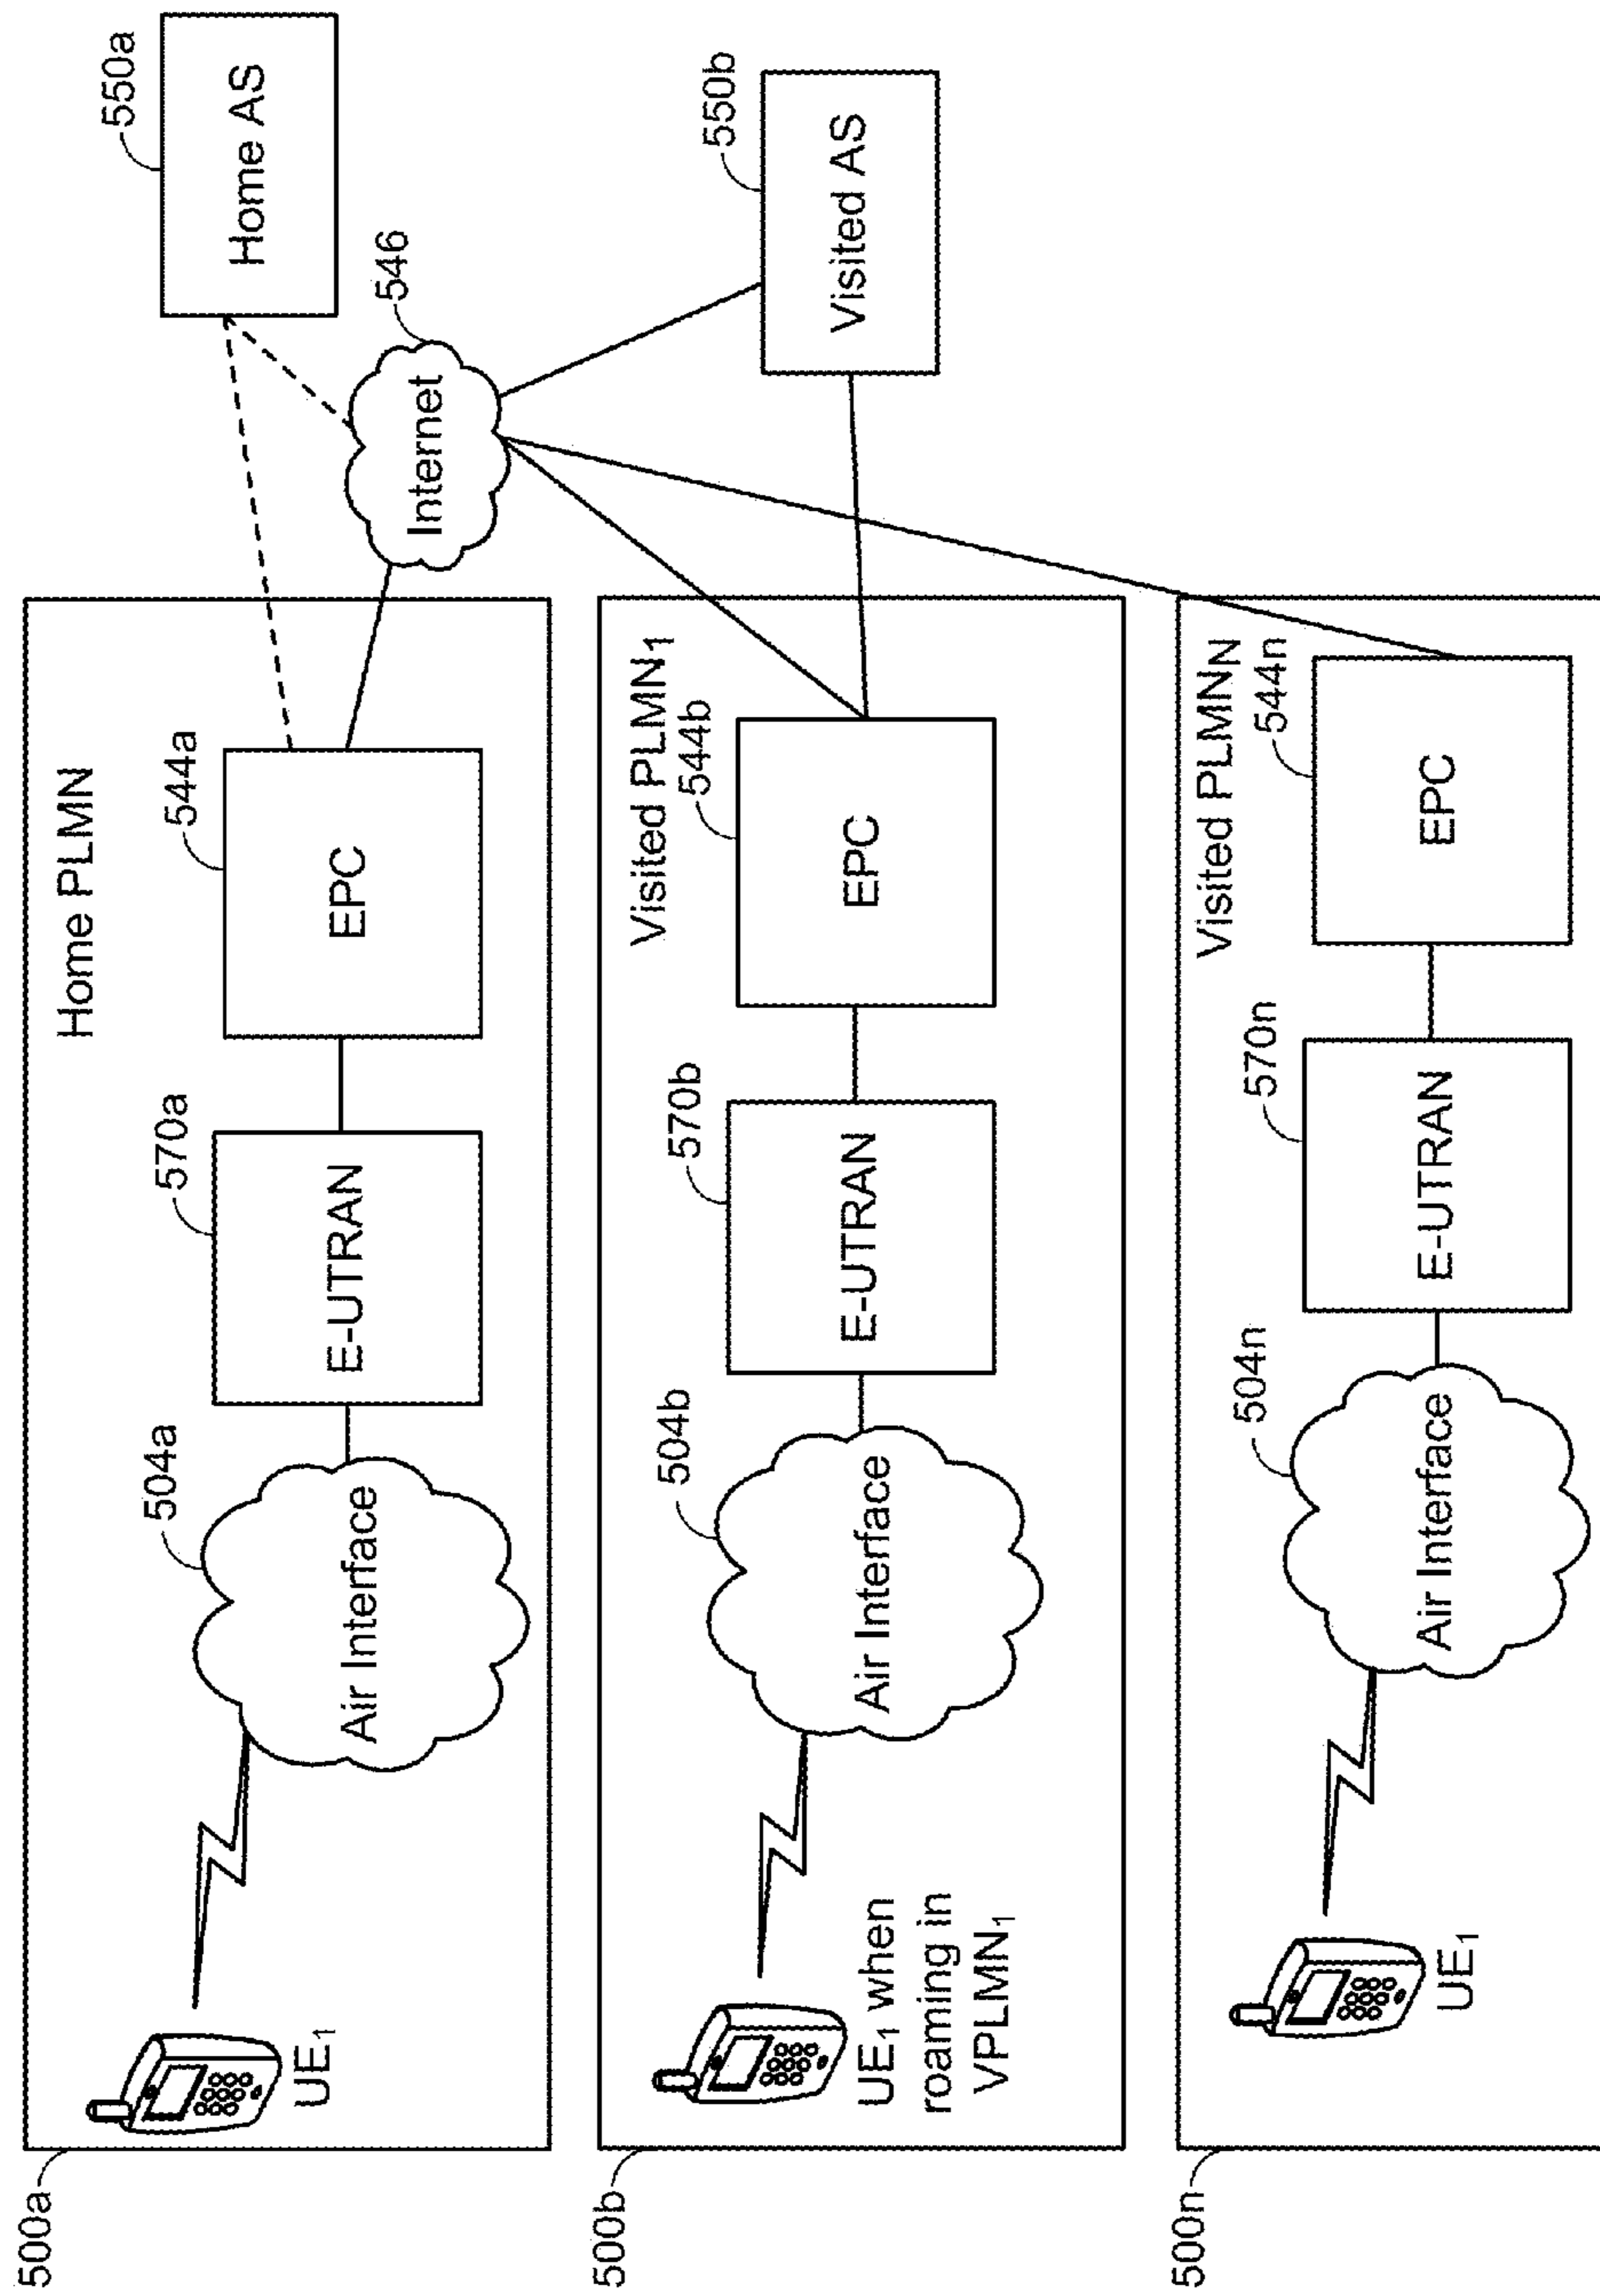 500a
Home PLMN
UE1
504a
Air Interface
570a
E-UTRAN
544a
EPC
550a
Home AS
546
Internet
500b
Visited PLMN1
UE1 when
roaming in
VPLMN1
504b
Air Interface
570b
E-UTRAN
544b
EPC
550b
Visited AS
500n
Visited PLMNN
UE1
504n
Air Interface
570n
E-UTRAN
544n
EPC